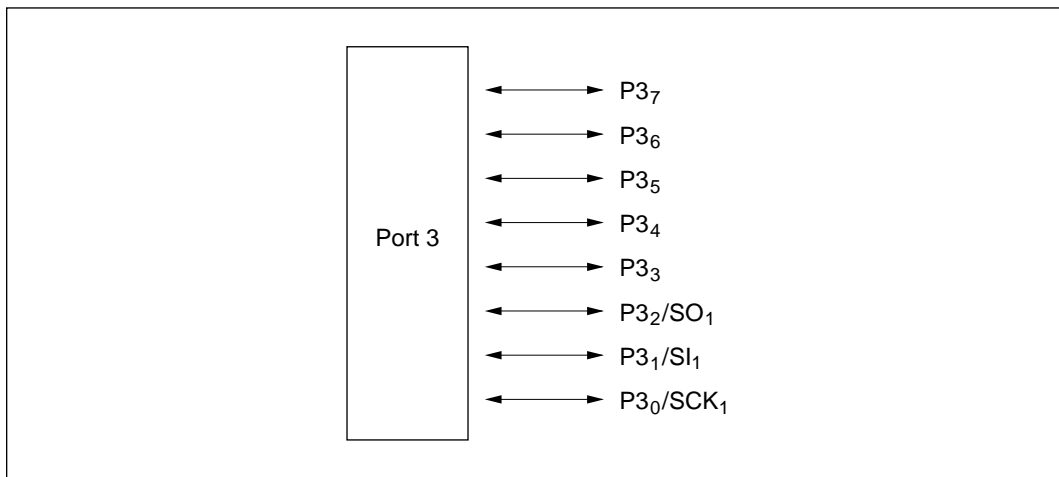 P3₇
P3₆
P3₅
P3₄
Port 3
P3₃
P3₂/SO₁
P3₁/SI₁
P3₀/SCK₁